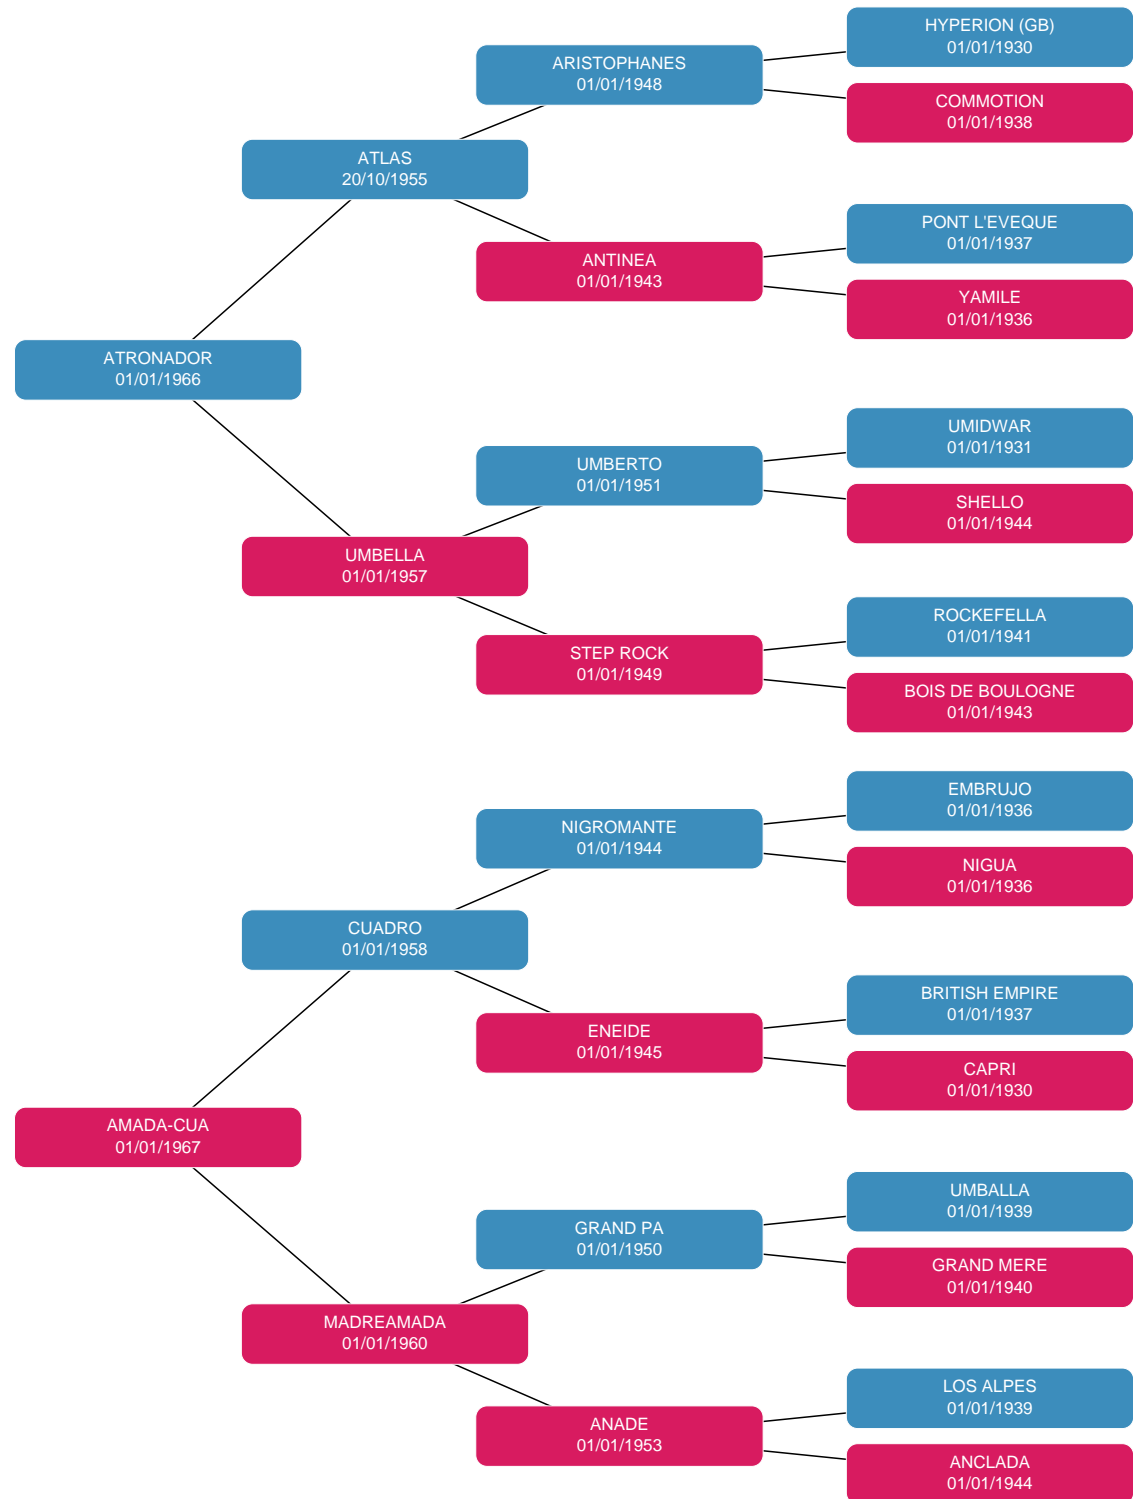 HYPERION (GB)
01/01/1930
ARISTOPHANES
01/01/1948
COMMOTION
01/01/1938
ATLAS
20/10/1955
PONT L'EVEQUE
01/01/1937
ANTINEA
01/01/1943
YAMILE
01/01/1936
ATRONADOR
01/01/1966
UMIDWAR
01/01/1931
UMBERTO
01/01/1951
SHELLO
01/01/1944
UMBELLA
01/01/1957
ROCKEFELLA
01/01/1941
STEP ROCK
01/01/1949
BOIS DE BOULOGNE
01/01/1943
EMBRUJO
01/01/1936
NIGROMANTE
01/01/1944
NIGUA
01/01/1936
CUADRO
01/01/1958
BRITISH EMPIRE
01/01/1937
ENEIDE
01/01/1945
CAPRI
01/01/1930
AMADA-CUA
01/01/1967
UMBALLA
01/01/1939
GRAND PA
01/01/1950
GRAND MERE
01/01/1940
MADREAMADA
01/01/1960
LOS ALPES
01/01/1939
ANADE
01/01/1953
ANCLADA
01/01/1944